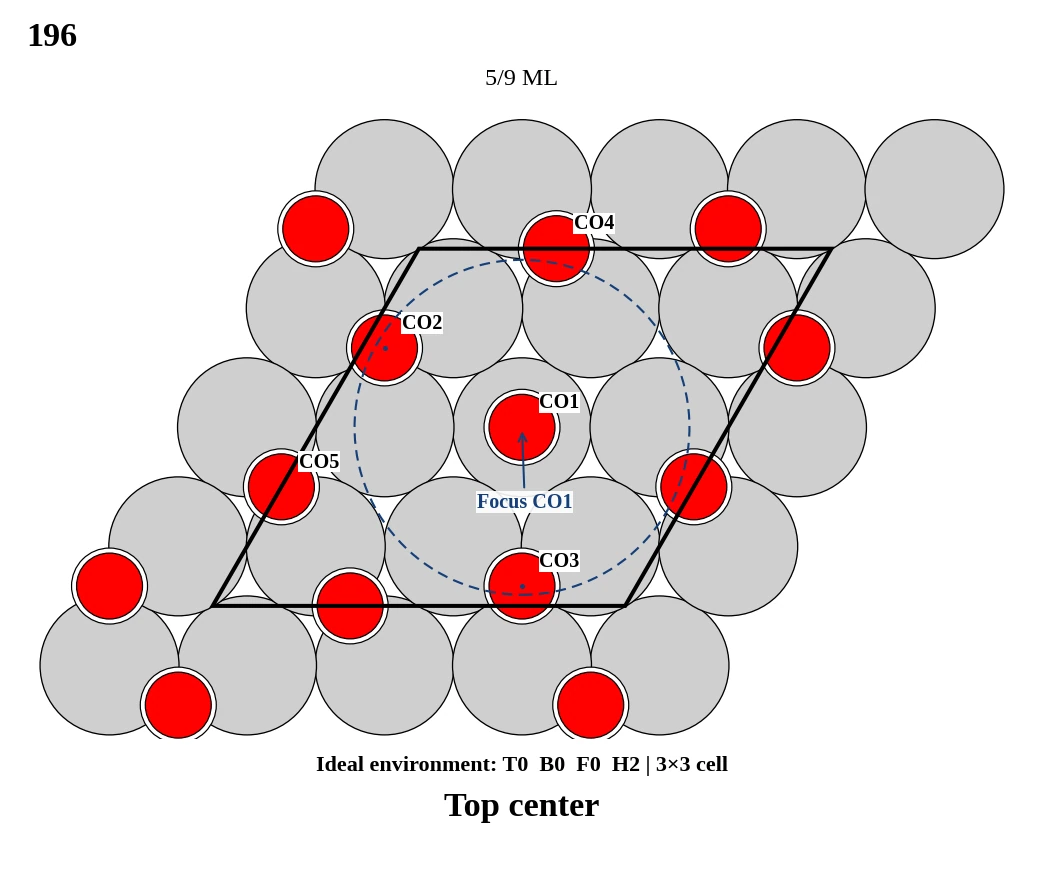 196
5/9 ML
CO4
CO2
CO1
CO5
Focus CO1
CO3
Ideal environment: T0  B0  F0  H2 | 3×3 cell
Top center